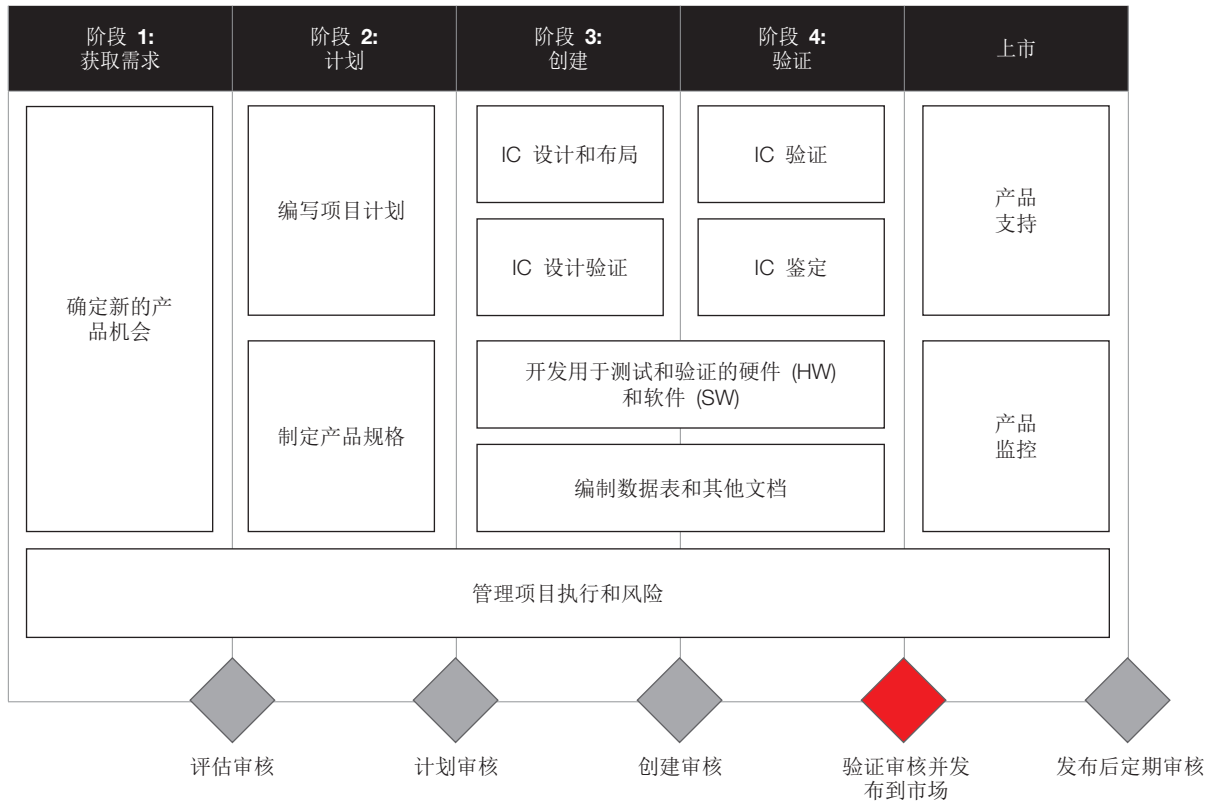 阶段 1:
获取需求
阶段 2:
计划
阶段 3:
创建
阶段 4:
验证
上市
确定新的产
品机会
编写项目计划
制定产品规格
IC 设计和布局
IC 设计验证
IC 验证
IC 鉴定
开发用于测试和验证的硬件 (HW)
和软件 (SW)
编制数据表和其他文档
产品
支持
产品
监控
管理项目执行和风险
评估审核
计划审核
创建审核
验证审核并发
布到市场
发布后定期审核